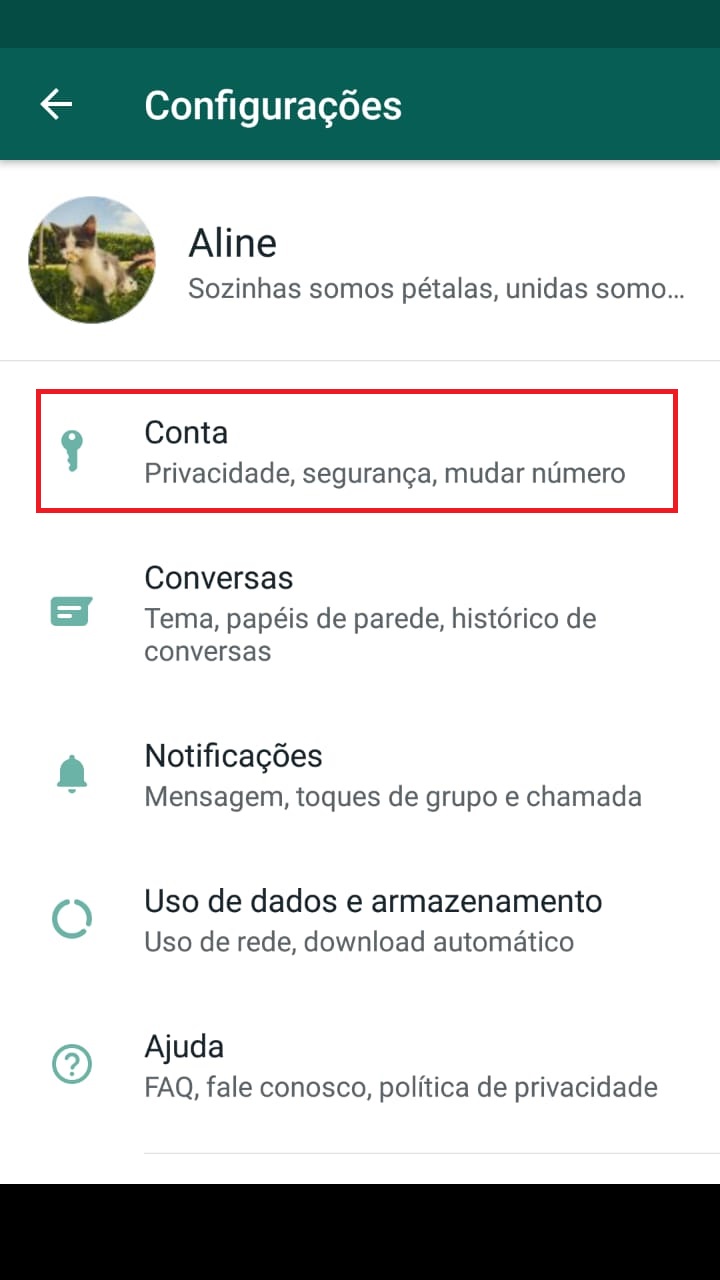 Configurações
Aline
Sozinhas somos pétalas, unidas somo...
Conta
Privacidade, segurança, mudar número
Conversas
Tema, papéis de parede, histórico de
conversas
Notificações
Mensagem, toques de grupo e chamada
Uso de dados e armazenamento
Uso de rede, download automático
Ajuda
FAQ, fale conosco, política de privacidade